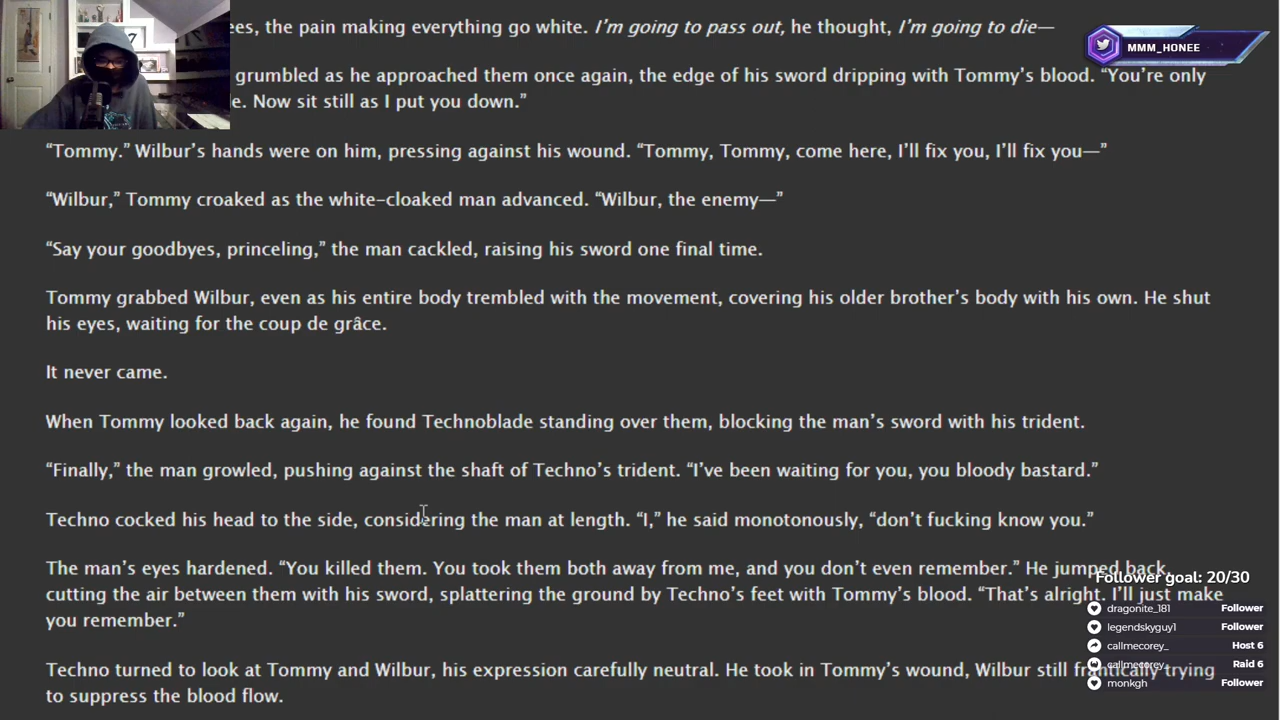 ees, the pain making everything go white. I'm going to pass out, he thought, I'm going to die—
MMM_HONEE
grumbled as he approached them once again, the edge of his sword dripping with Tommy's blood. “You're only
e. Now sit still as I put you down.”
“Tommy.” Wilbur's hands were on him, pressing against his wound. “Tommy, Tommy, come here, I'll fix you, I'll fix you—”
“Wilbur,” Tommy croaked as the white-cloaked man advanced. “Wilbur, the enemy—”
“Say your goodbyes, princeling,” the man cackled, raising his sword one final time.
Tommy grabbed Wilbur, even as his entire body trembled with the movement, covering his older brother's body with his own. He shut
his eyes, waiting for the coup de grâce.
It never came.
When Tommy looked back again, he found Technoblade standing over them, blocking the man's sword with his trident.
“Finally,” the man growled, pushing against the shaft of Techno's trident. “I've been waiting for you, you bloody bastard.”
Techno cocked his head to the side, considering the man at length. “I,” he said monotonously, “don't fucking know you.”
The man's eyes hardened. “You killed them. You took them both away from me, and you don't even remember.” He jumped back,
Follower goal: 20/30
cutting the air between them with his sword, splattering the ground by Techno's feet with Tommy's blood. “That's alright. I'll just make
you remember.”
dragonite_181 Follower
legendskyguy1 Follower
callmecorey_ Host 6
callmecorey_ Raid 6
monkgh Follower
Techno turned to look at Tommy and Wilbur, his expression carefully neutral. He took in Tommy's wound, Wilbur still frantically trying
to suppress the blood flow.